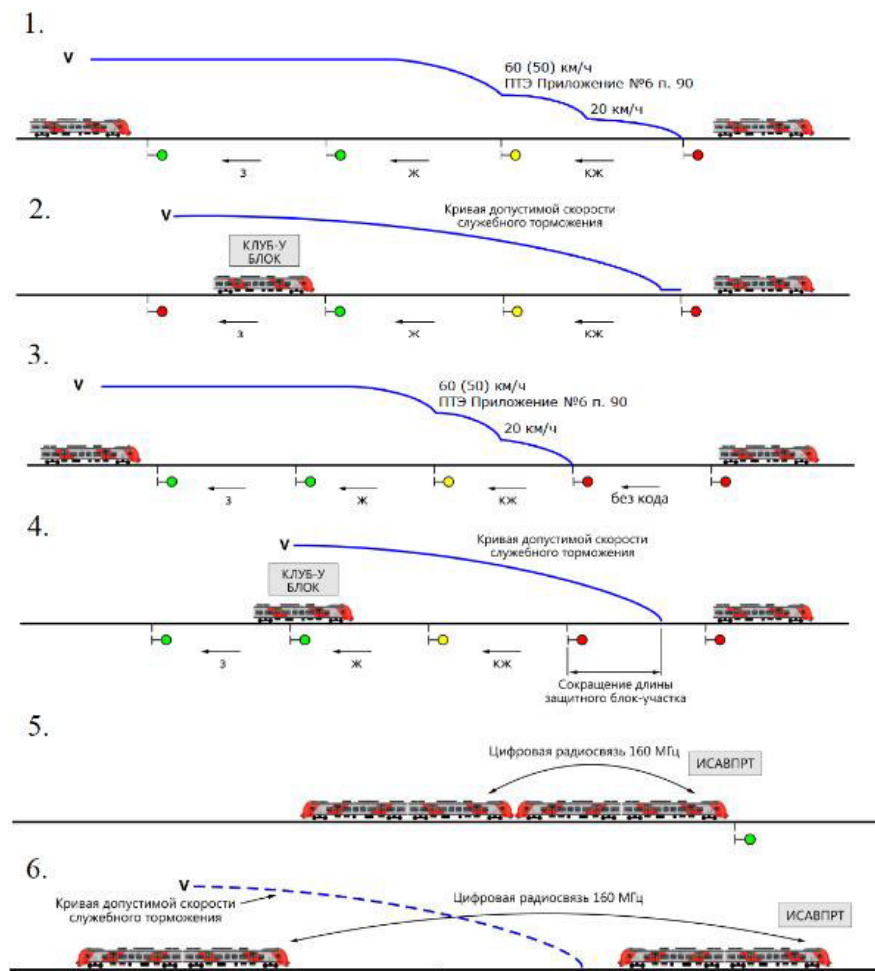 1.
V
60 (50) км/ч
ПТЭ Приложение №6 п. 90
20 км/ч
з
ж
кж
2.
V
Кривая допустимой скорости
служебного торможения
КЛУБ-У
БЛОК
з
ж
кж
3.
V
60 (50) км/ч
ПТЭ Приложение №6 п. 90
20 км/ч
з
ж
кж
без кода
4.
V
Кривая допустимой скорости
служебного торможения
КЛУБ-У
БЛОК
з
ж
кж
Сокращение длины
защитного блок-участка
5.
Цифровая радиосвязь 160 МГц
ИСАВПРТ
6.
V
Кривая допустимой скорости
служебного торможения
Цифровая радиосвязь 160 МГц
ИСАВПРТ